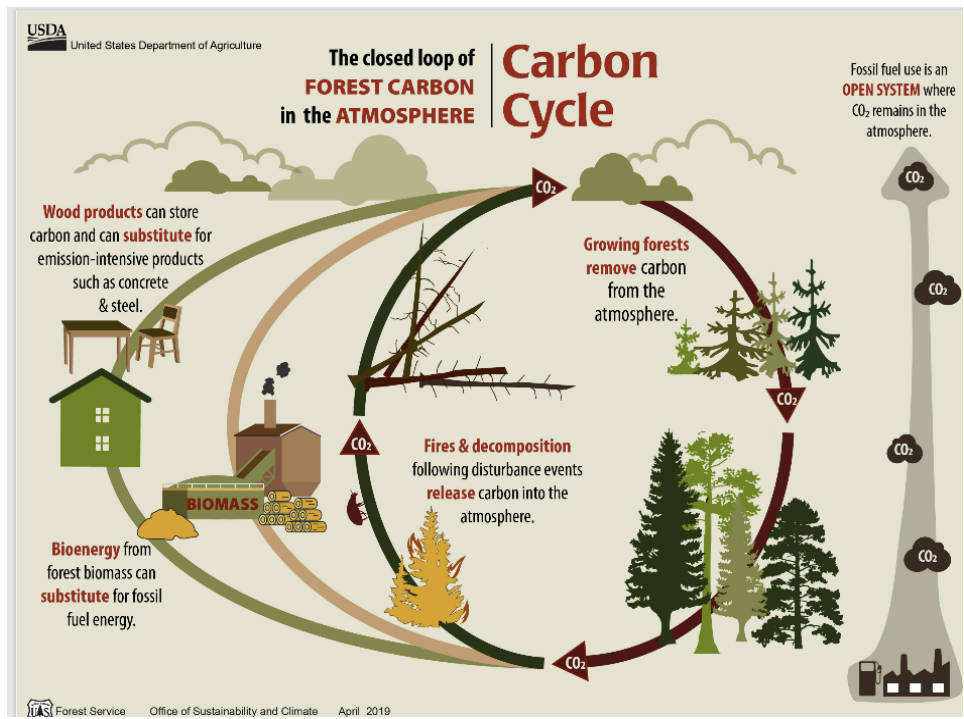 USDA
United States Department of Agriculture
The closed loop of
FOREST CARBON
in the ATMOSPHERE
Carbon
Cycle
Fossil fuel use is an
OPEN SYSTEM where
CO₂ remains in the
atmosphere.
CO₂
CO₂
Wood products can store
carbon and can substitute for
emission-intensive products
such as concrete
& steel.
Growing forests
remove carbon
from the
atmosphere.
CO₂
CO₂
CO₂
Fires & decomposition
following disturbance events
release carbon into the
atmosphere.
CO₂
BIOMASS
Bioenergy from
forest biomass can
substitute for fossil
fuel energy.
CO₂
CO₂
UAS
Forest Service Office of Sustainability and Climate April 2019